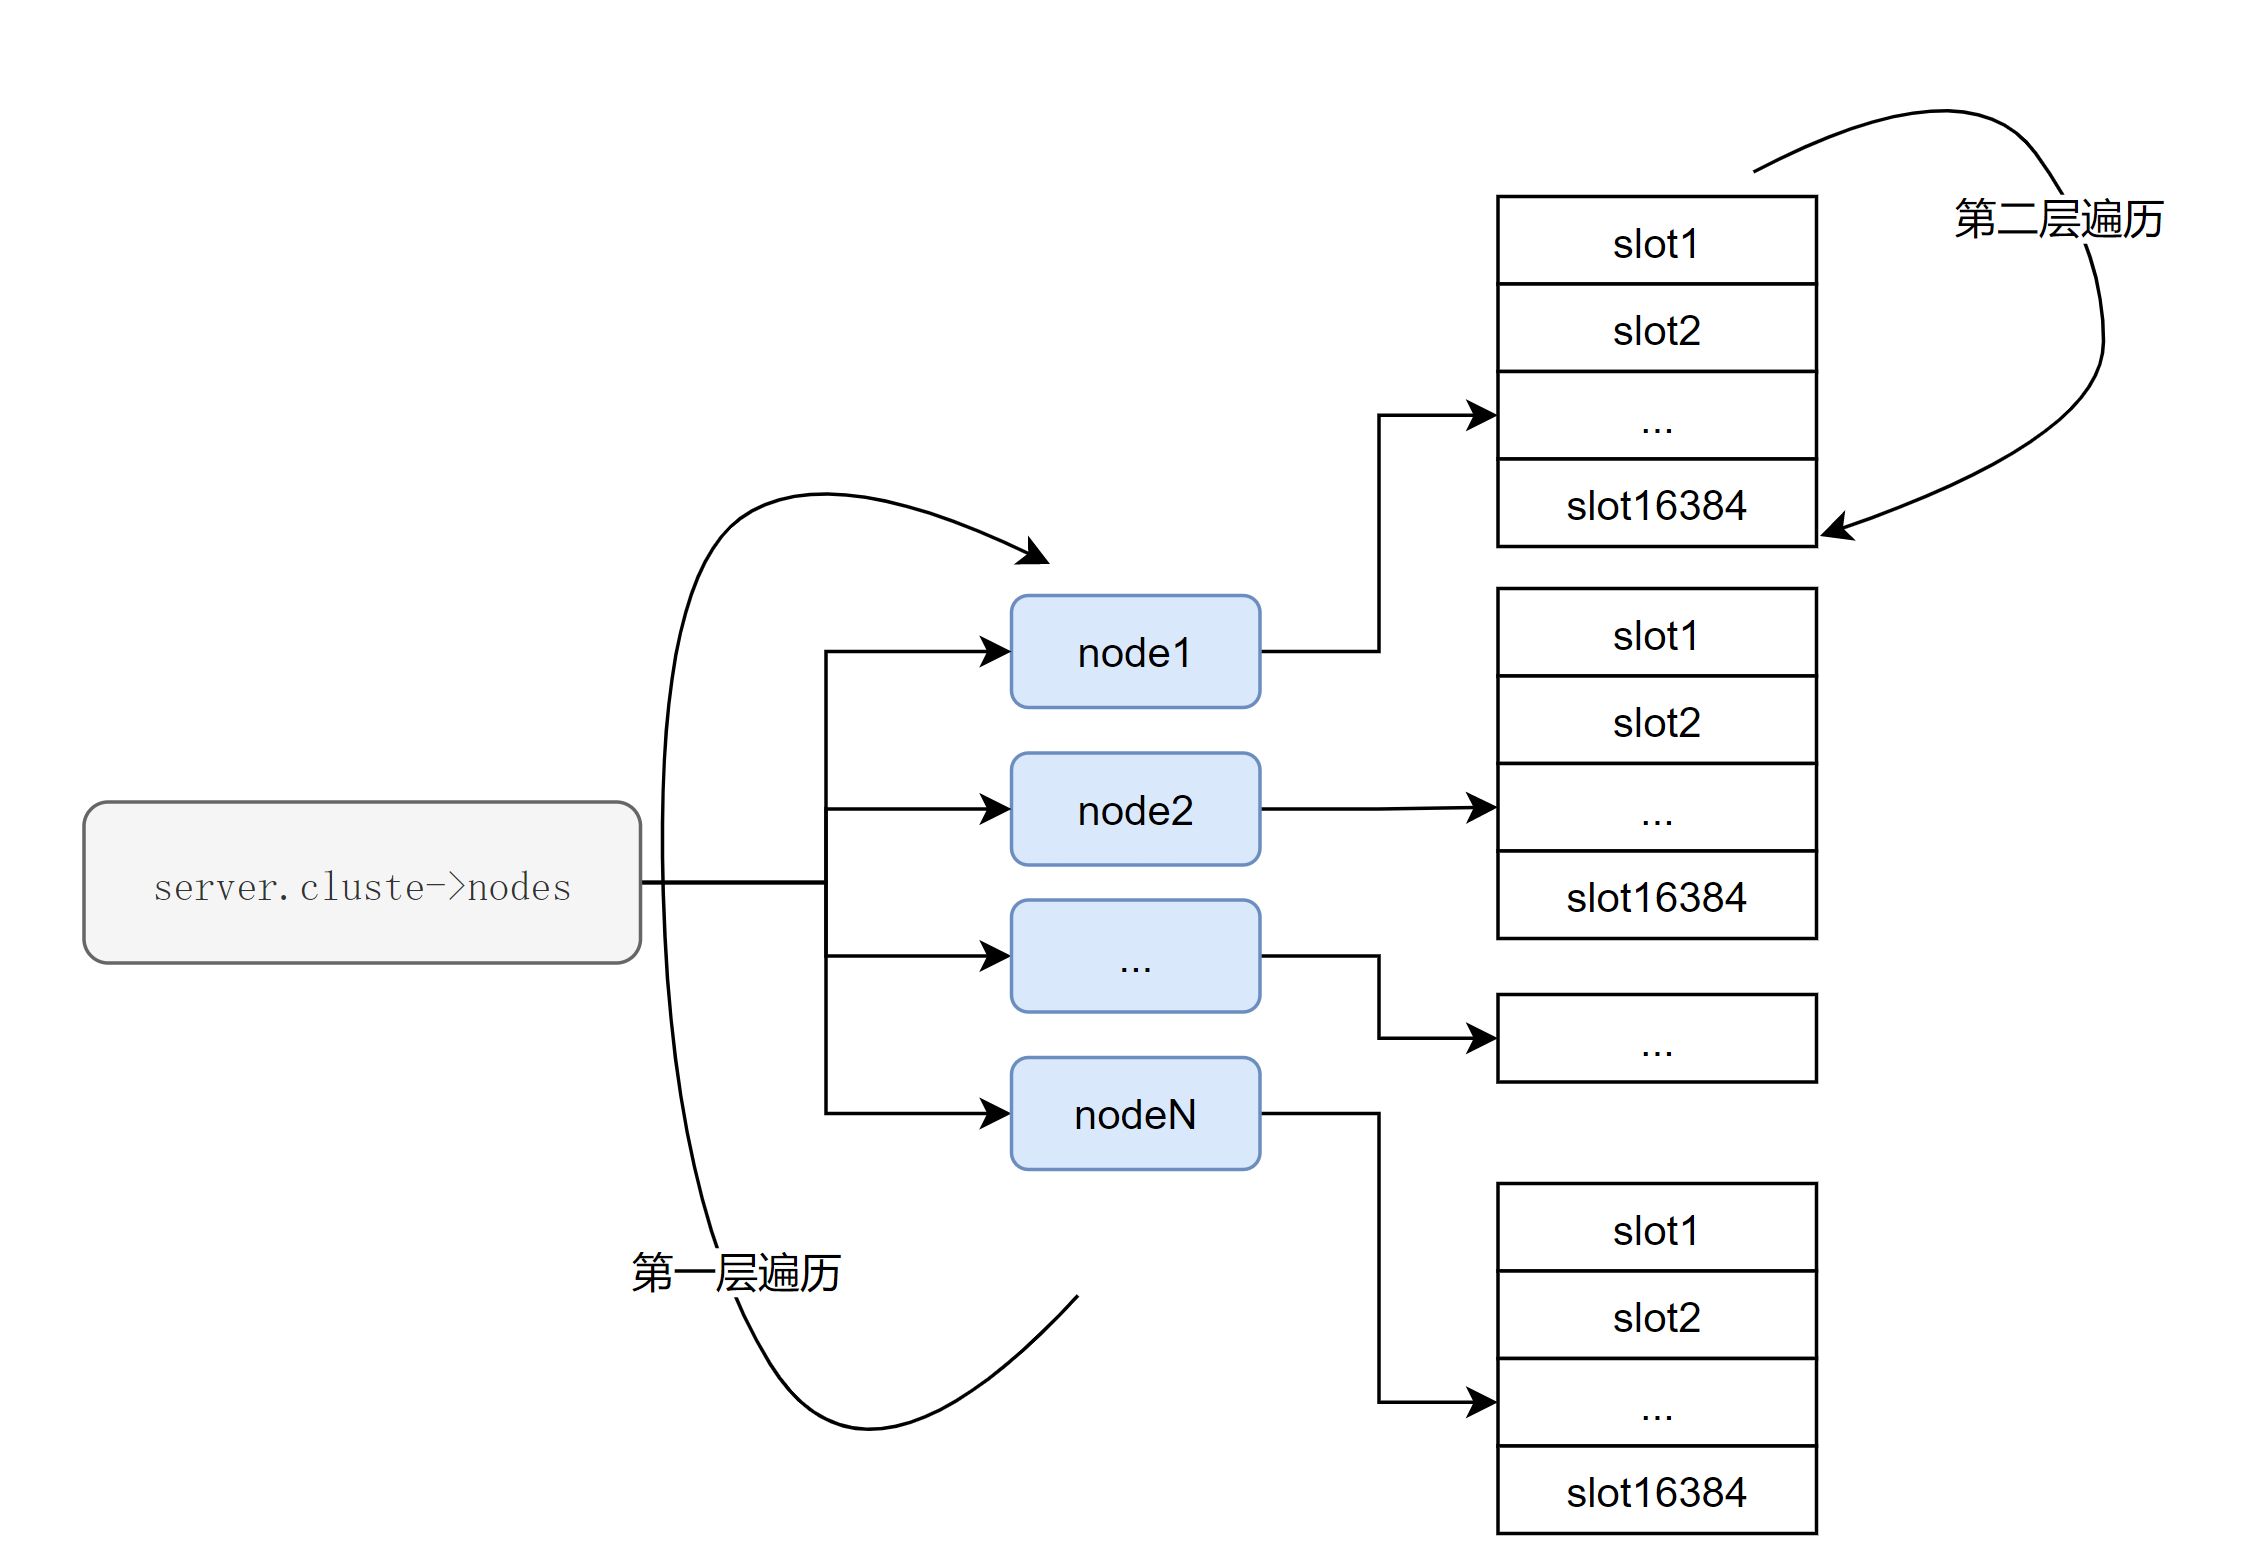 第二层遍历
slot1
slot2
...
slot16384
node1
slot1
slot2
...
slot16384
node2
server.cluste->nodes
...
...
nodeN
第一层遍历
slot1
slot2
...
slot16384